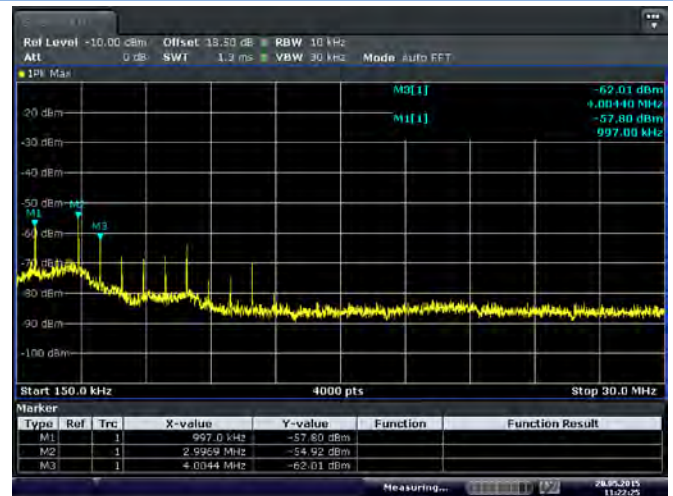 Ref Level -10.00 dBm Offset 18.50 dB RBW 10 kHz
Att 0 dB SWT 1.3 ms VBW 30 kHz Mode Auto FFT
1Pk Max
M3[1] -62.01 dBm
4.00440 MHz
M1[1] -57.80 dBm
997.00 kHz
-20 dBm
-30 dBm
-40 dBm
-50 dBm
M1 M2
-60 dBm
M3
-70 dBm
-80 dBm
-90 dBm
-100 dBm
Start 150.0 kHz 4000 pts Stop 30.0 MHz
Marker
Type Ref Trc X-value Y-value Function Function Result
M1 1 997.0 kHz -57.80 dBm
M2 1 2.9969 MHz -54.92 dBm
M3 1 4.0044 MHz -62.01 dBm
Measuring... 20.05.2015
11:22:25